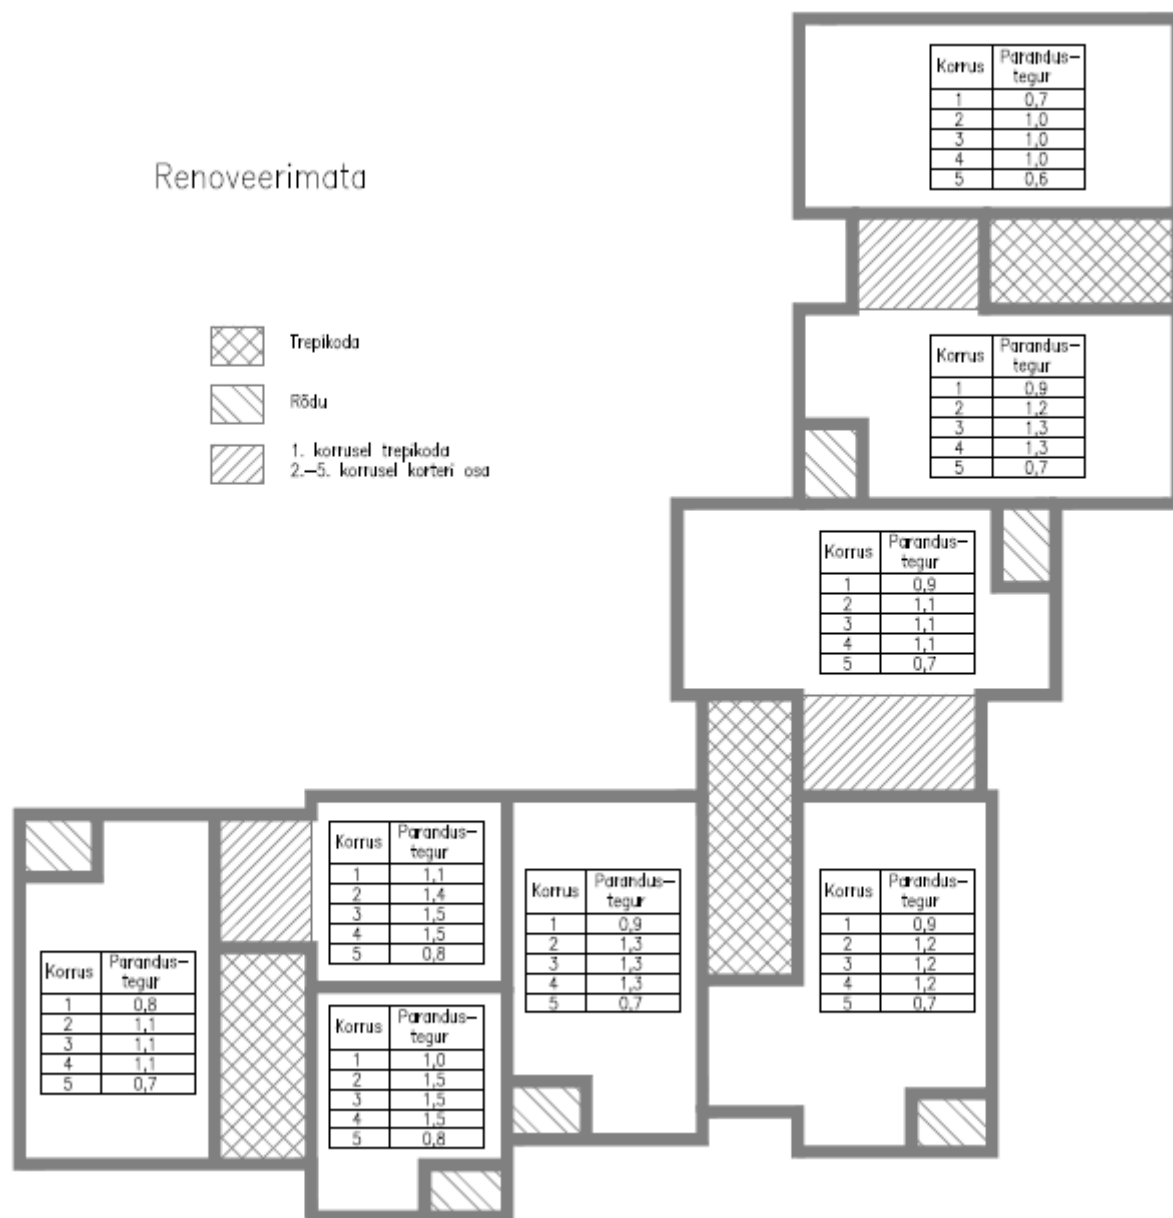 Renoveerimata
Trepikoda
Rõdu
1. korrusel trepikoda
2.–5. korrusel korteri osa
Korrus Parandus–
tegur
1 0,7
2 1,0
3 1,0
4 1,0
5 0,6
Korrus Parandus–
tegur
1 0,9
2 1,2
3 1,3
4 1,3
5 0,7
Korrus Parandus–
tegur
1 0,9
2 1,1
3 1,1
4 1,1
5 0,7
Korrus Parandus–
tegur
1 1,1
2 1,4
3 1,5
4 1,5
5 0,8
Korrus Parandus–
tegur
1 0,9
2 1,3
3 1,3
4 1,3
5 0,7
Korrus Parandus–
tegur
1 0,9
2 1,2
3 1,2
4 1,2
5 0,7
Korrus Parandus–
tegur
1 0,8
2 1,1
3 1,1
4 1,1
5 0,7
Korrus Parandus–
tegur
1 1,0
2 1,5
3 1,5
4 1,5
5 0,8